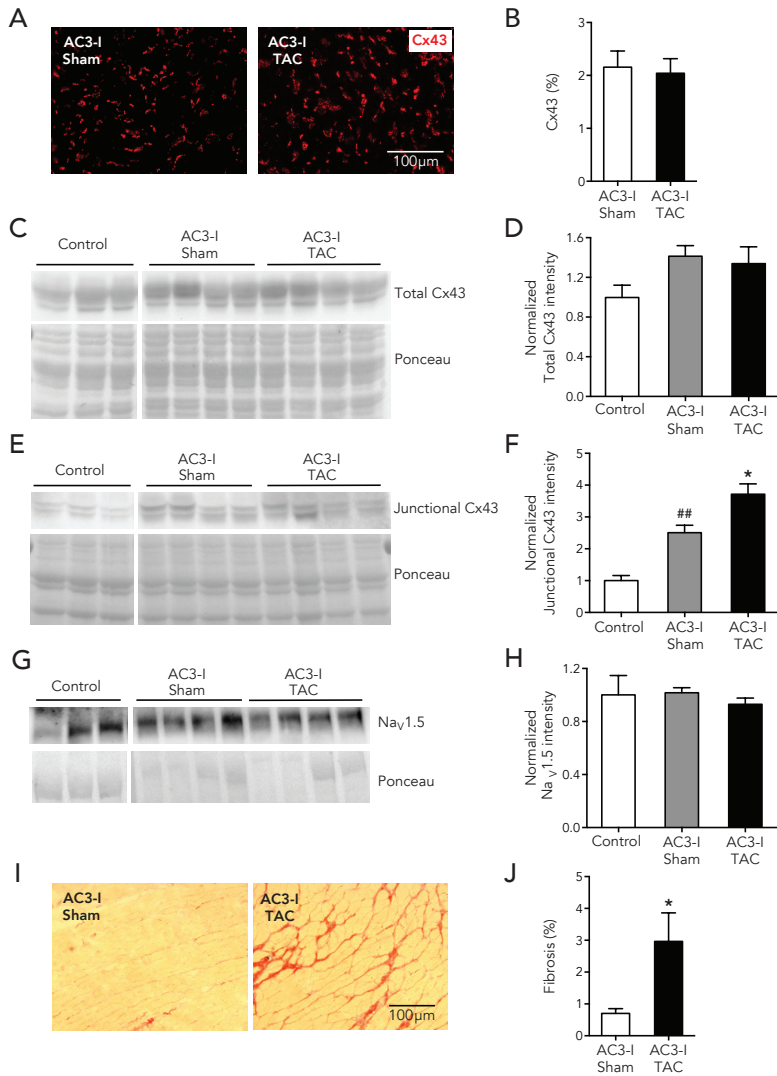 A
AC3-I
Sham
AC3-I
TAC
Cx43
100µm
B
Cx43 (%)
3
2
1
0
AC3-I
Sham
AC3-I
TAC
C
Control
AC3-I
Sham
AC3-I
TAC
Total Cx43
Ponceau
D
Normalized
Total Cx43 intensity
1.6
1.2
0.8
0.4
0.0
Control
AC3-I
Sham
AC3-I
TAC
E
Control
AC3-I
Sham
AC3-I
TAC
Junctional Cx43
Ponceau
F
Normalized
Junctional Cx43 intensity
5
4
3
2
1
0
##
*
Control
AC3-I
Sham
AC3-I
TAC
G
Control
AC3-I
Sham
AC3-I
TAC
NaV1.5
Ponceau
H
Normalized
Na V1.5 intensity
1.2
0.8
0.4
0.0
Control
AC3-I
Sham
AC3-I
TAC
I
AC3-I
Sham
AC3-I
TAC
100µm
J
Fibrosis (%)
5
4
3
2
1
0
*
AC3-I
Sham
AC3-I
TAC